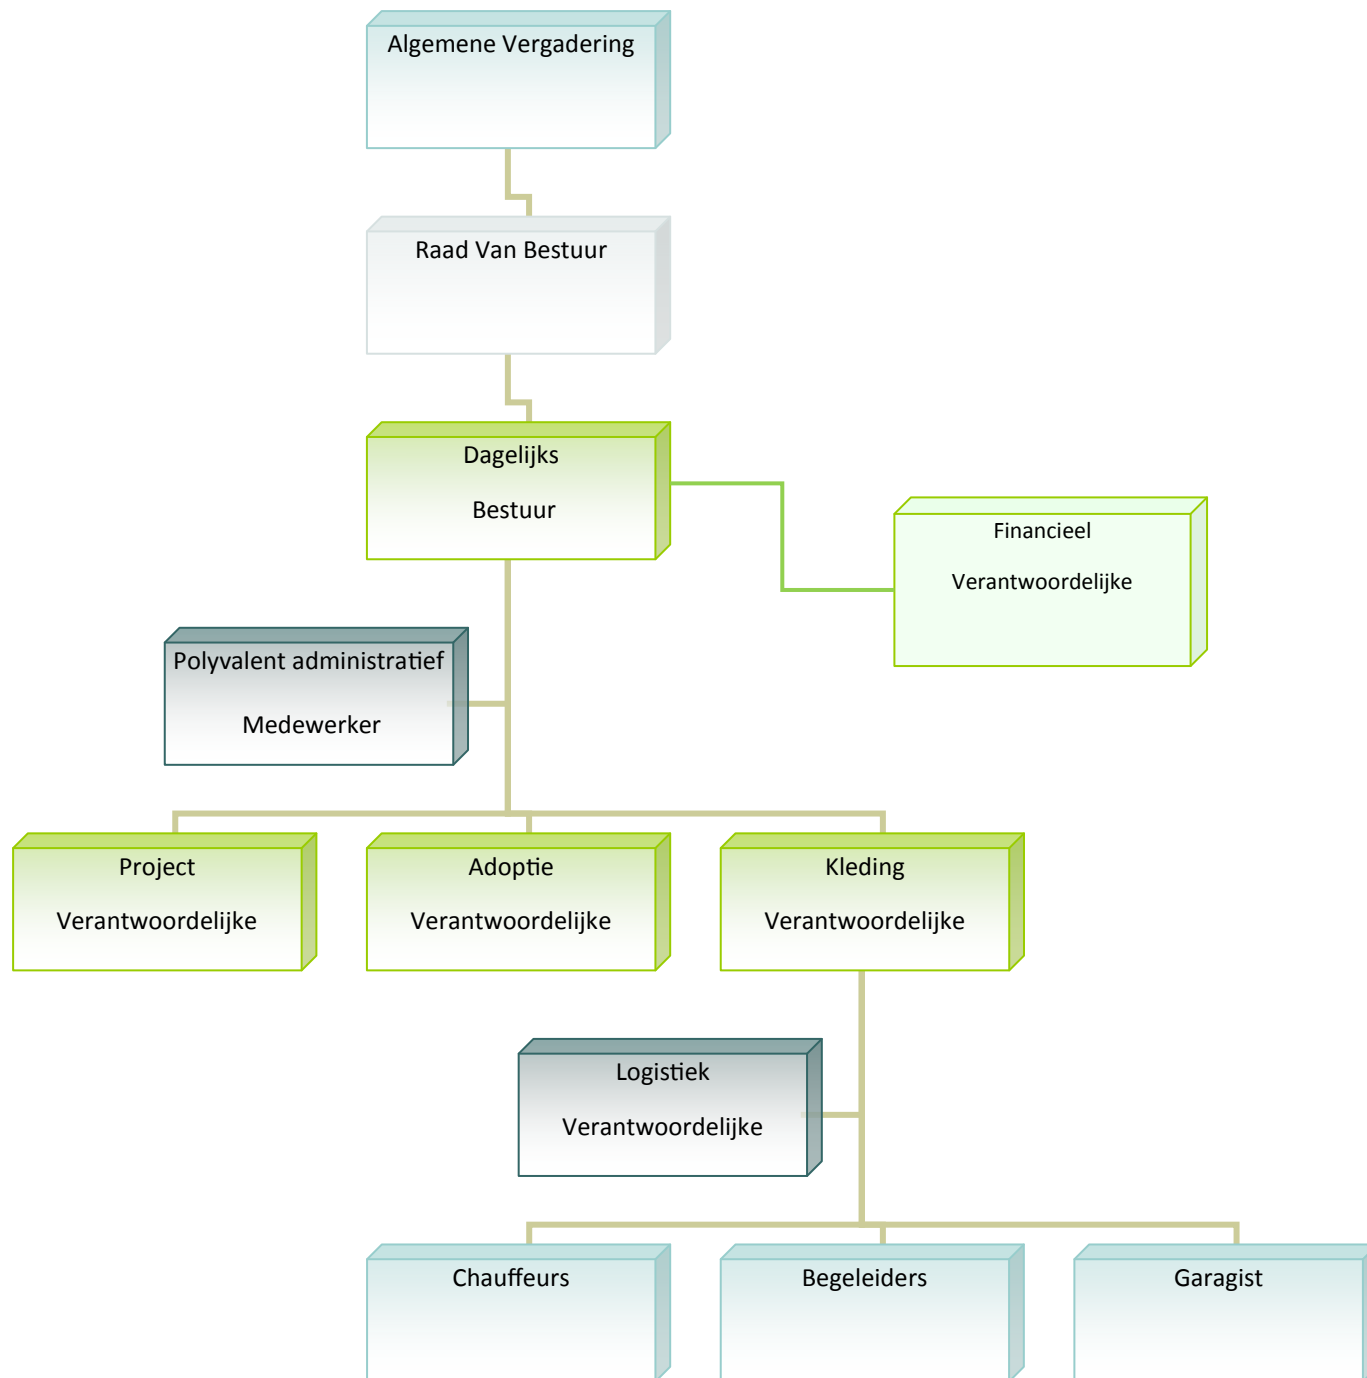 Algemene Vergadering
Raad Van Bestuur
Dagelijks
Bestuur
Financieel
Verantwoordelijke
Polyvalent administratief
Medewerker
Project
Verantwoordelijke
Adoptie
Verantwoordelijke
Kleding
Verantwoordelijke
Logistiek
Verantwoordelijke
Chauffeurs
Begeleiders
Garagist